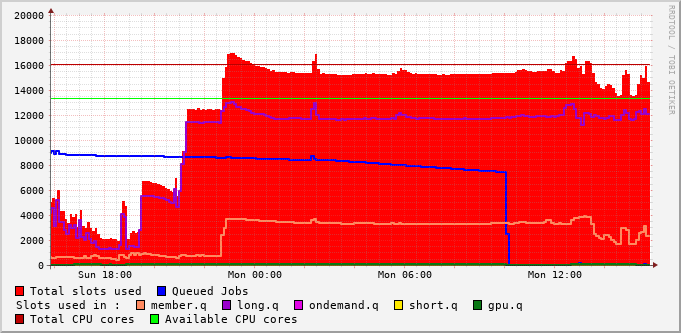 20000
18000
16000
14000
12000
10000
8000
6000
4000
2000
0
Sun 18:00 Mon 00:00 Mon 06:00 Mon 12:00
RRDTOOL / TOBI OETIKER
Total slots used Queued Jobs
Slots used in : member.q long.q ondemand.q short.q gpu.q
Total CPU cores Available CPU cores